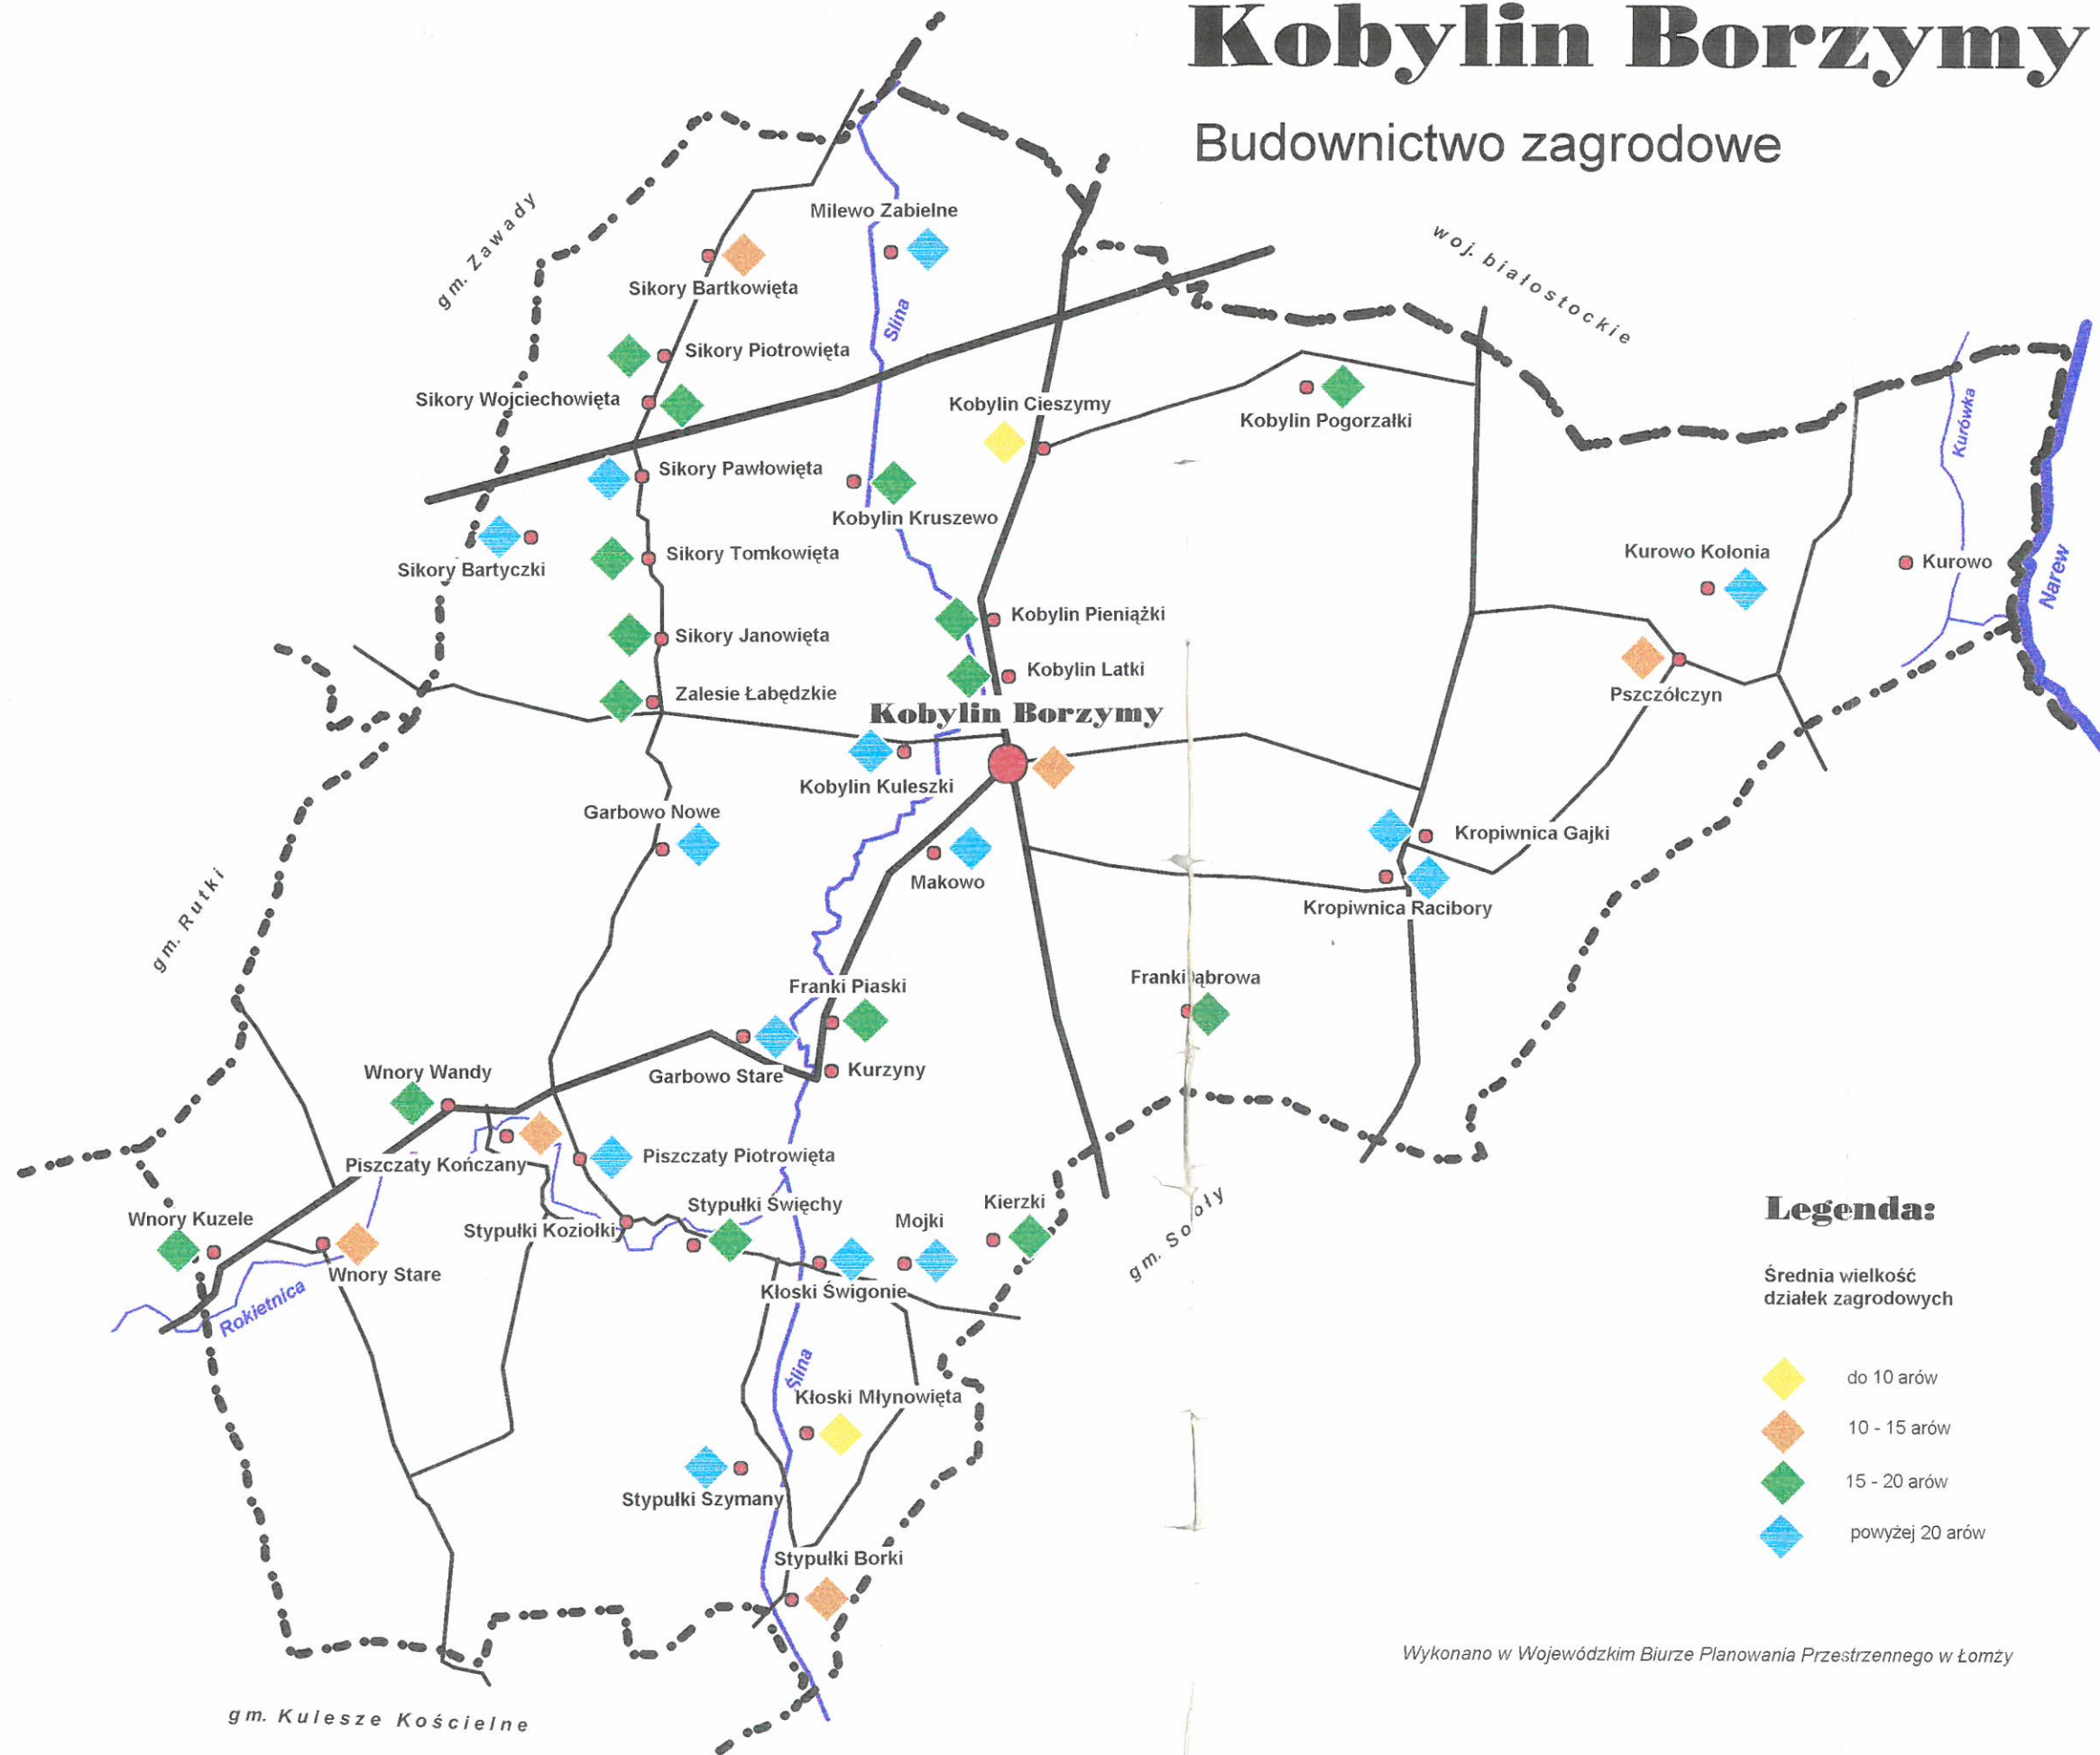 Kobylin Borzymy
Budownictwo zagrodowe
gm. Zawady
woj. białostockie
Milewo Zabielne
Sikory Bartkowięta
Slina
Sikory Piotrowięta
Sikory Wojciechowięta
Kobylin Cieszymy
Kobylin Pogorzałki
Kurówka
Sikory Pawłowięta
Kobylin Kruszewo
Sikory Bartyczki
Sikory Tomkowięta
Kurowo Kolonia
Kurowo
Narew
Kobylin Pieniążki
Sikory Janowięta
Kobylin Latki
Zalesie Łabędzkie
Pszczółczyn
Kobylin Borzymy
Kobylin Kuleszki
Garbowo Nowe
Kropiwnica Gajki
Makowo
Kropiwnica Racibory
gm. Rutki
Franki Piaski
Franki ąbrowa
Wnory Wandy
Garbowo Stare
Kurzyny
Piszczaty Kończany
Piszczaty Piotrowięta
Stypułki Święchy
Kierzki
Wnory Kuzele
Stypułki Koziołki
Mojki
gm. So oły
Wnory Stare
Kłoski Świgonie
Rokietnica
Ślina
Kłoski Młynowięta
Stypułki Szymany
Stypułki Borki
gm. Kulesze Kościelne
Legenda:
Średnia wielkość
działek zagrodowych
do 10 arów
10 - 15 arów
15 - 20 arów
powyżej 20 arów
Wykonano w Wojewódzkim Biurze Planowania Przestrzennego w Łomży